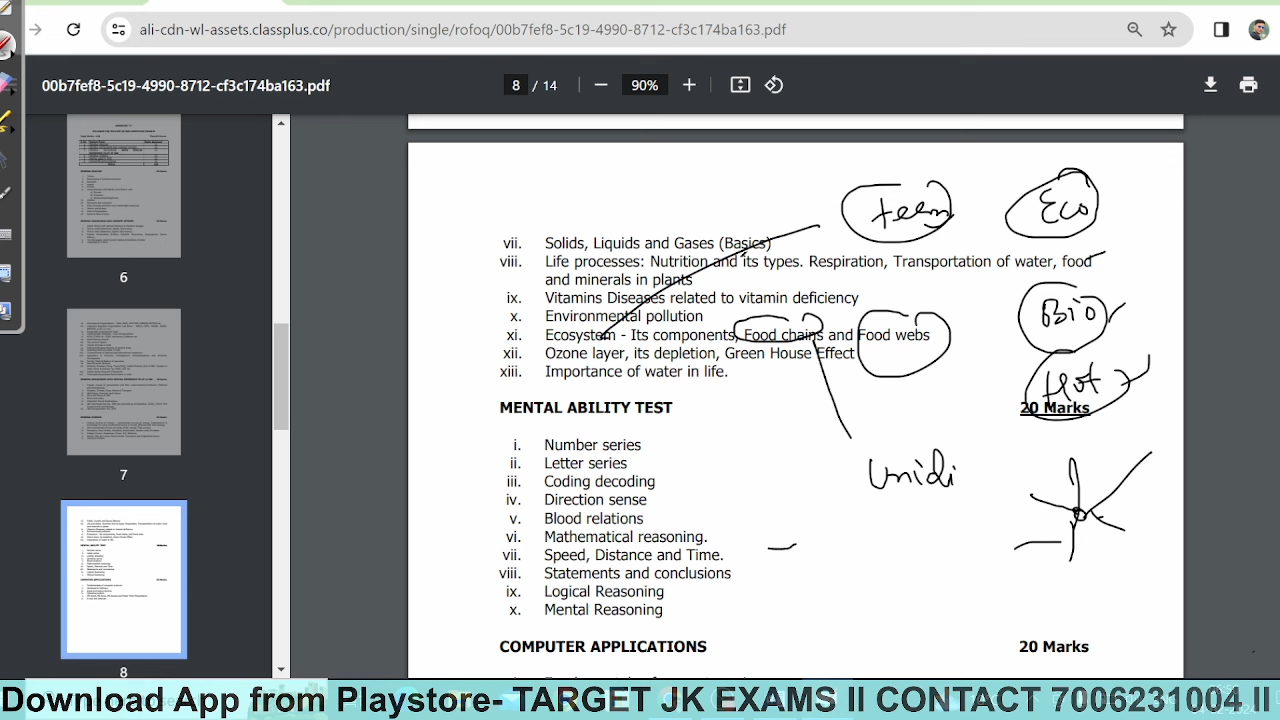 ali-cdn-wl-assets.classplus.co/production/single/rofoq/00b7fef8-5c19-4990-8712-cf3c174ba163.pdf
00b7fef8-5c19-4990-8712-cf3c174ba163.pdf
8 / 14
90%
6
7
8
Eco
vii. Solids, Liquids and Gases (Basics)
viii. Life processes: Nutrition and its types. Respiration, Transportation of water, food
and minerals in plants
ix. Vitamins Diseases related to vitamin deficiency
Bio
x. Environmental pollution
xi. Ecosystem - Its components, Food chains and Food webs
xii. Ozone layer, its depletion, Green House Effect
xiii. Importance of water in life.
MENTAL ABILITY TEST 20 Marks
i. Number series
ii. Letter series
Unidi
iii. Coding decoding
iv. Direction sense
v. Blood relations
vi. Mathematical reasoning.
vii. Speed, Distance and Time
viii. Statements and conclusions
ix. Logical Reasoning
x. Mental Reasoning
COMPUTER APPLICATIONS 20 Marks
Download App from Playstore- TARGET JK EXAMS II CONTACT 7006231004 II